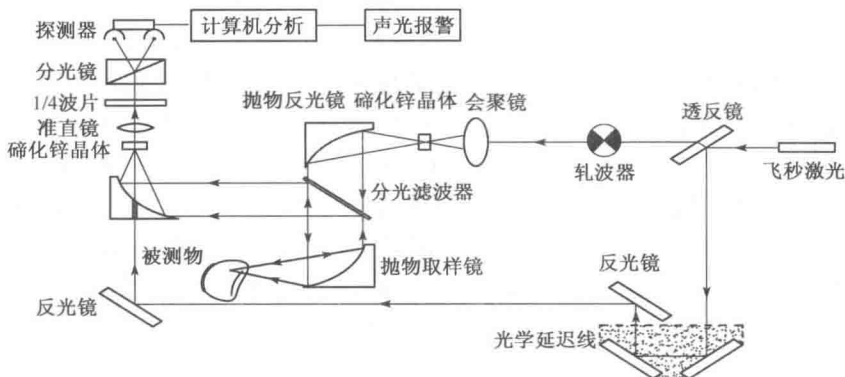 探测器
计算机分析
声光报警
分光镜
1/4波片
准直镜
碲化锌晶体
抛物反光镜
碲化锌晶体
会聚镜
透反镜
轧波器
飞秒激光
分光滤波器
被测物
抛物取样镜
反光镜
反光镜
光学延迟线